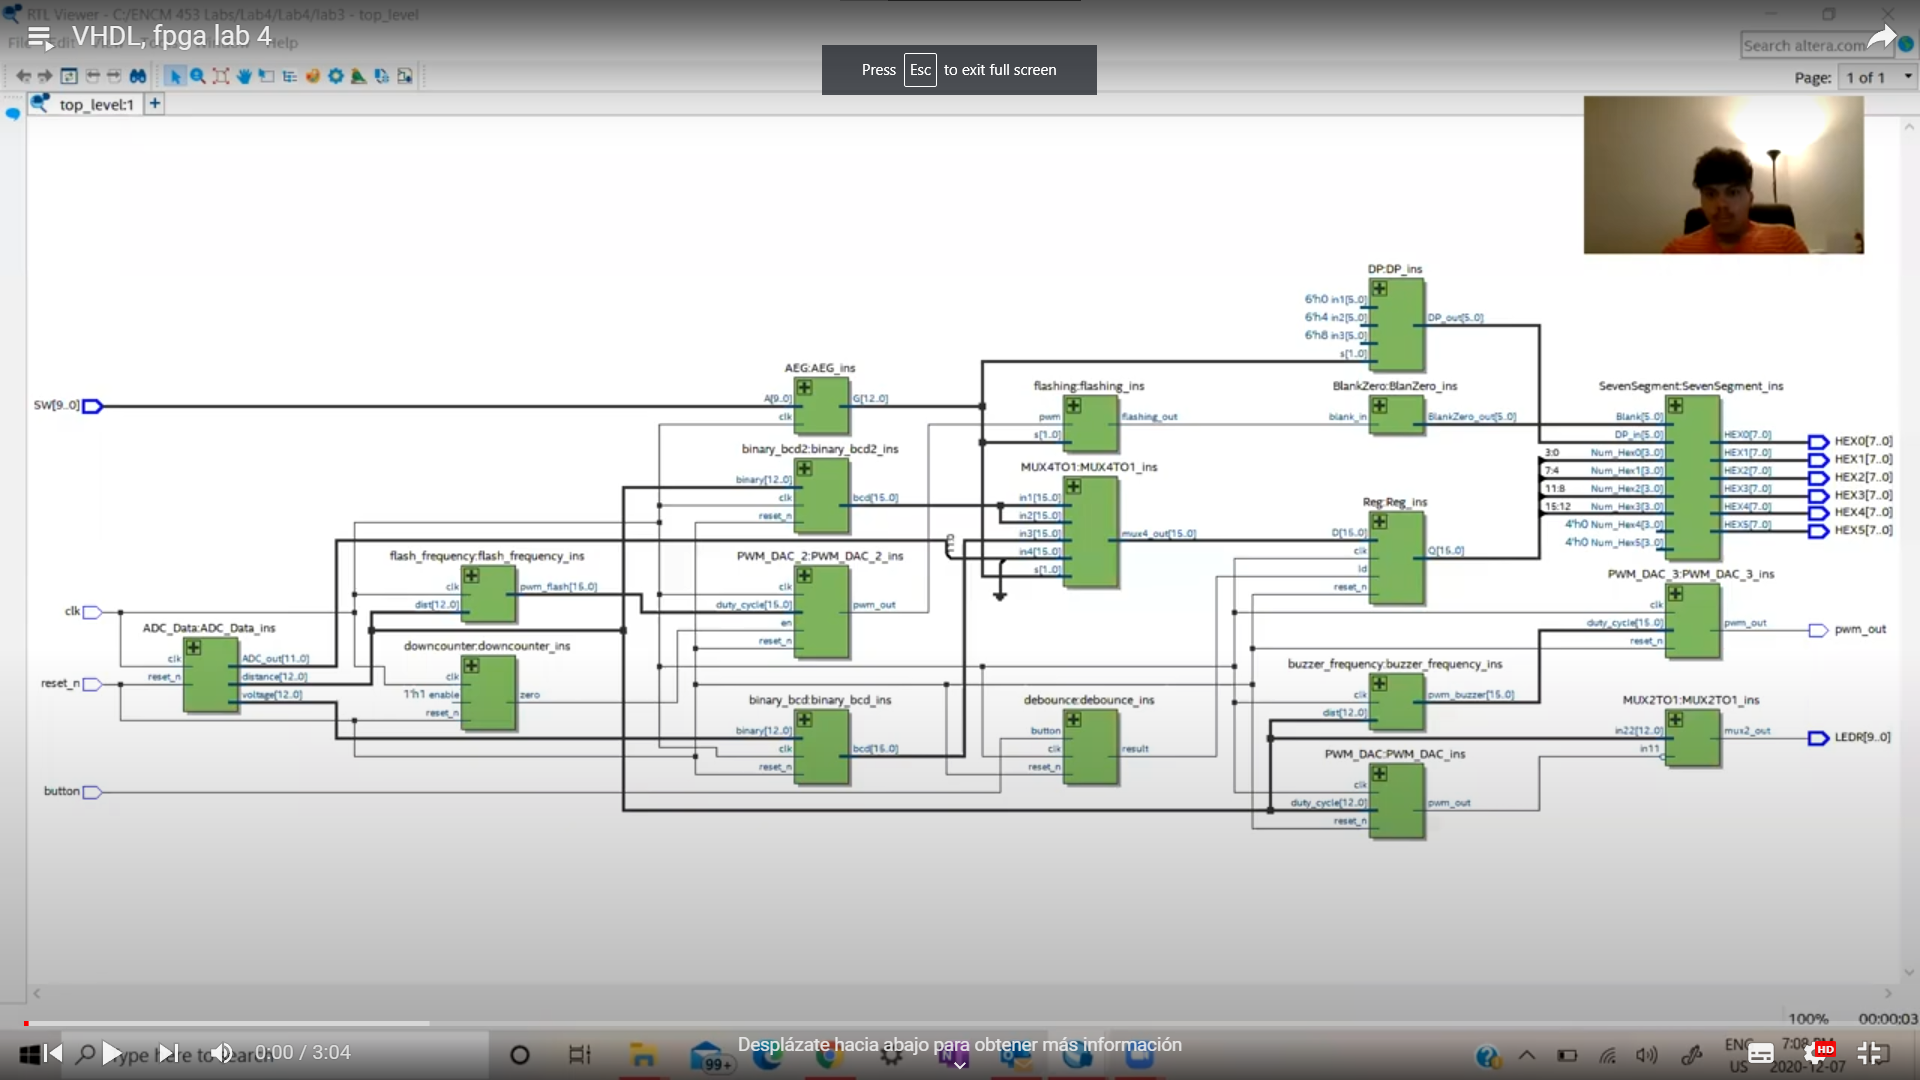 RTL Viewer - C:/ENCM 453 Labs/Lab4/Lab4/lab3 - top_level
VHDL, fpga lab 4
Press Esc to exit full screen
Search altera.com
Page: 1 of 1
top_level:1
DP:DP_ins
6'h0 in1[5..0]
6'h4 in2[5..0]
6'h8 in3[5..0]
s[1..0]
DP_out[5..0]
AEG:AEG_ins
A[9..0]
clk
G[12..0]
flashing:flashing_ins
pwm
s[1..0]
flashing_out
BlankZero:BlanZero_ins
blank_in
BlankZero_out[5..0]
SevenSegment:SevenSegment_ins
Blank[5..0]
DP_in[5..0]
3:0 Num_Hex0[3..0]
7:4 Num_Hex1[3..0]
11:8 Num_Hex2[3..0]
15:12 Num_Hex3[3..0]
4'h0 Num_Hex4[3..0]
4'h0 Num_Hex5[3..0]
HEX0[7..0]
HEX1[7..0]
HEX2[7..0]
HEX3[7..0]
HEX4[7..0]
HEX5[7..0]
HEX0[7..0]
HEX1[7..0]
HEX2[7..0]
HEX3[7..0]
HEX4[7..0]
HEX5[7..0]
SW[9..0]
binary_bcd2:binary_bcd2_ins
binary[12..0]
clk
reset_n
bcd[15..0]
MUX4TO1:MUX4TO1_ins
in1[15..0]
in2[15..0]
in3[15..0]
in4[15..0]
s[1..0]
mux4_out[15..0]
Reg:Reg_ins
D[15..0]
clk
ld
reset_n
Q[15..0]
flash_frequency:flash_frequency_ins
clk
dist[12..0]
pwm_flash[15..0]
PWM_DAC_2:PWM_DAC_2_ins
clk
duty_cycle[15..0]
en
reset_n
pwm_out
PWM_DAC_3:PWM_DAC_3_ins
clk
duty_cycle[15..0]
reset_n
pwm_out
pwm_out
clk
reset_n
button
ADC_Data:ADC_Data_ins
clk
reset_n
ADC_out[11..0]
distance[12..0]
voltage[12..0]
downcounter:downcounter_ins
clk
1'h1 enable
reset_n
zero
binary_bcd:binary_bcd_ins
binary[12..0]
clk
reset_n
bcd[15..0]
debounce:debounce_ins
button
clk
reset_n
result
buzzer_frequency:buzzer_frequency_ins
clk
dist[12..0]
pwm_buzzer[15..0]
MUX2TO1:MUX2TO1_ins
in22[12..0]
in11
mux2_out
LEDR[9..0]
PWM_DAC:PWM_DAC_ins
clk
duty_cycle[12..0]
reset_n
pwm_out
100% 00:00:03
Type here to search
0:00 / 3:04
Desplázate hacia abajo para obtener más información
99+
ENG
US
HD
2020-12-07